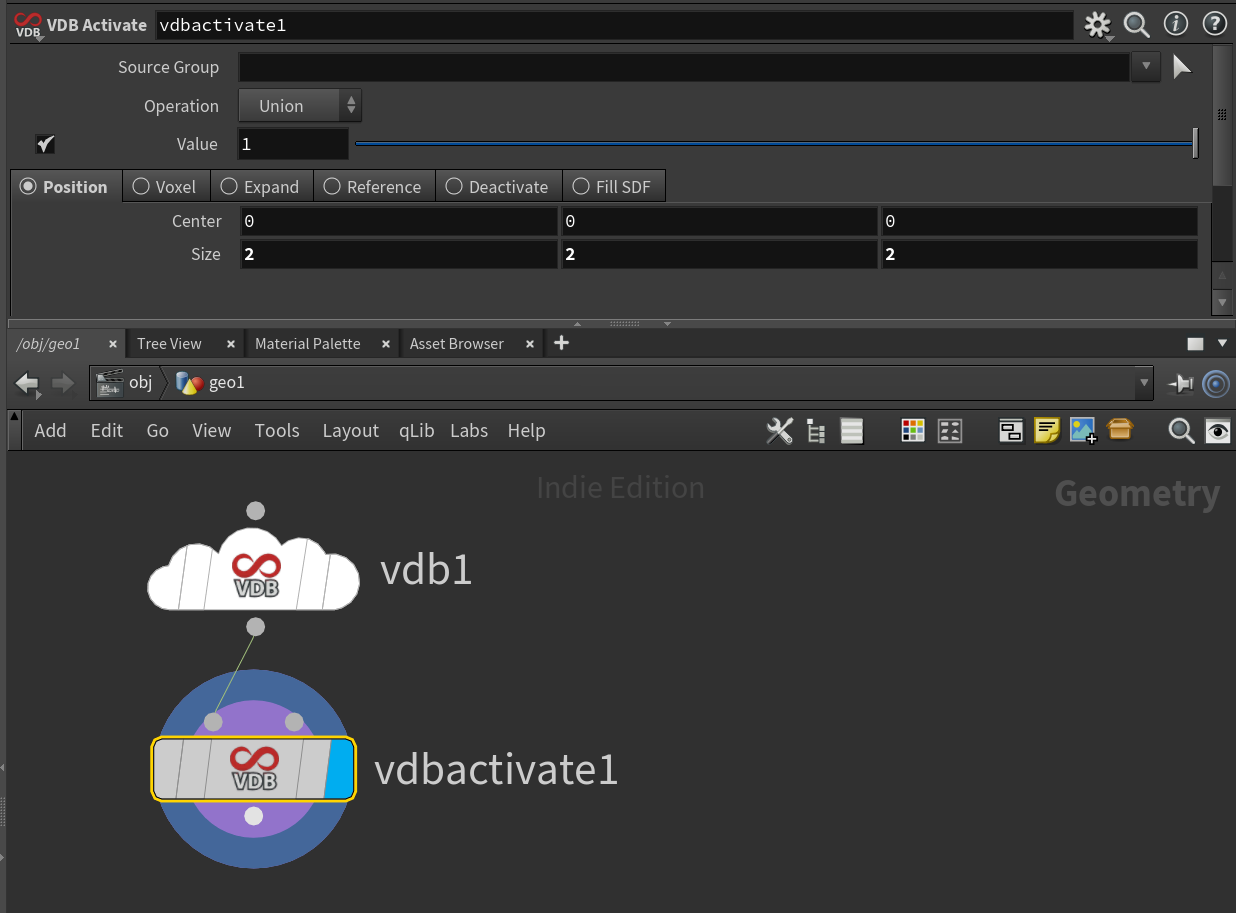 VDB VDB Activate vdbactivate1
Source Group
Operation Union
Value 1
Position Voxel Expand Reference Deactivate Fill SDF
Center 0 0 0
Size 2 2 2
/obj/geo1 × Tree View × Material Palette × Asset Browser × +
obj geo1
Add Edit Go View Tools Layout qLib Labs Help
Indie Edition Geometry
VDB vdb1
VDB vdbactivate1